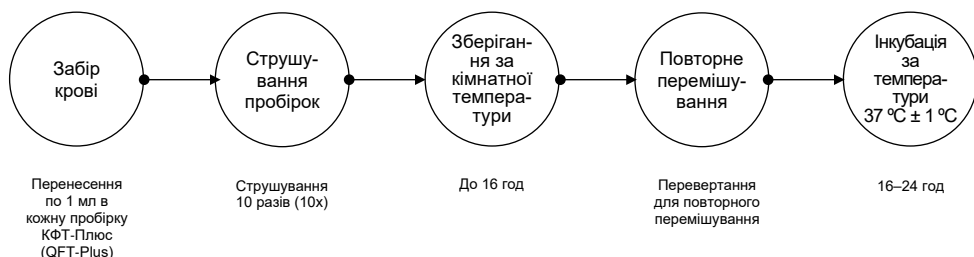 Забір
крові
Струшу-
вання
пробірок
Зберіган-
ня за
кімнатної
темпера-
тури
Повторне
перемішу-
вання
Інкубація
за
темпера-
тури
37 ºC ± 1 ºC
Перенесення
по 1 мл в
кожну пробірку
КФТ-Плюс
(QFT-Plus)
Струшування
10 разів (10x)
До 16 год
Перевертання
для повторного
перемішування
16–24 год